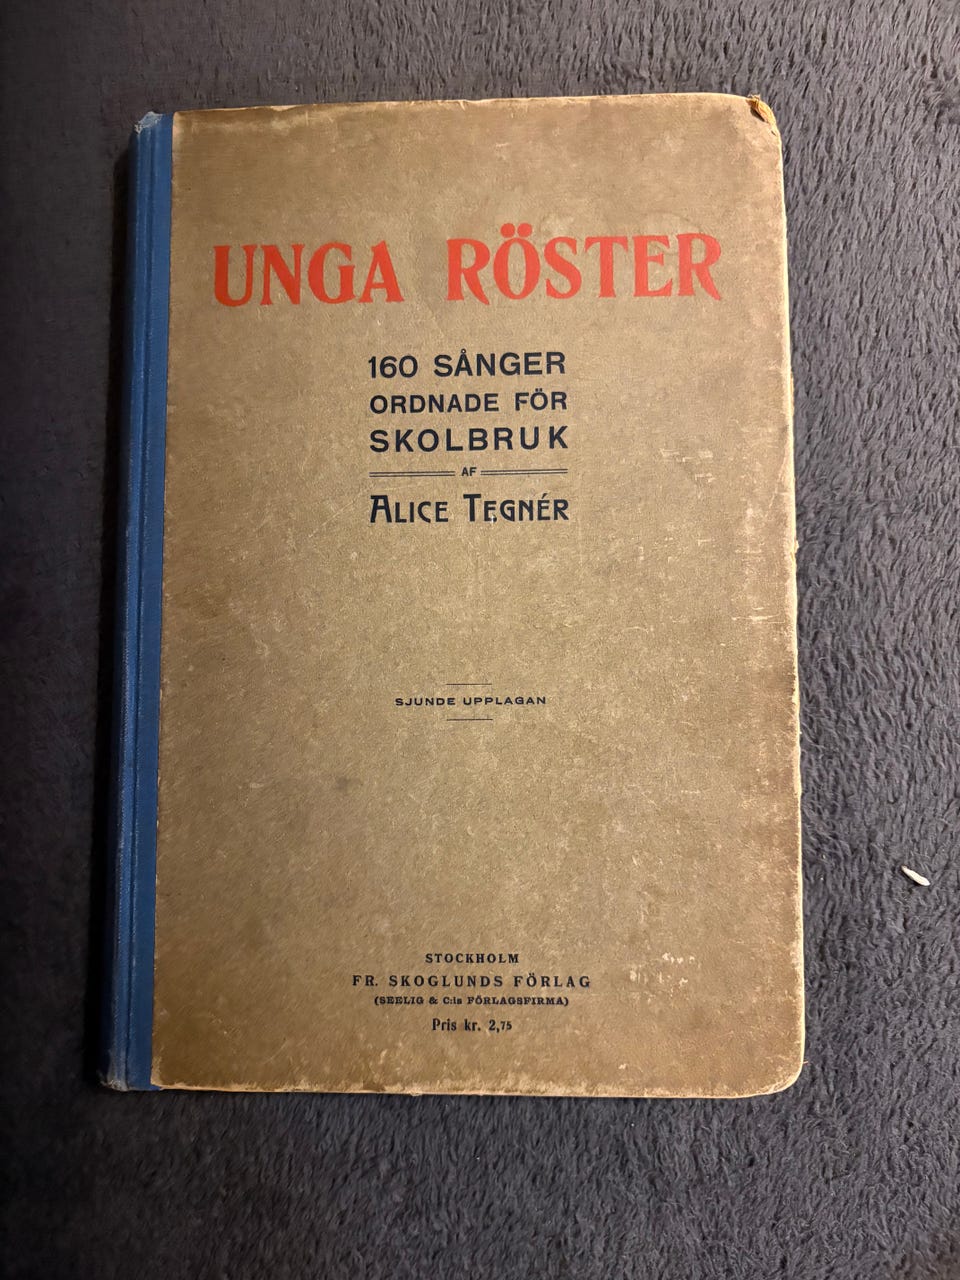 UNGA RÖSTER
160 SÅNGER
ORDNADE FÖR
SKOLBRUK
AF
ALICE TEGNÉR
SJUNDE UPPLAGAN
STOCKHOLM
FR. SKOGLUNDS FÖRLAG
(SEELIG & C:is FÖRLAGSFIRMA)
Pris kr. 2,75